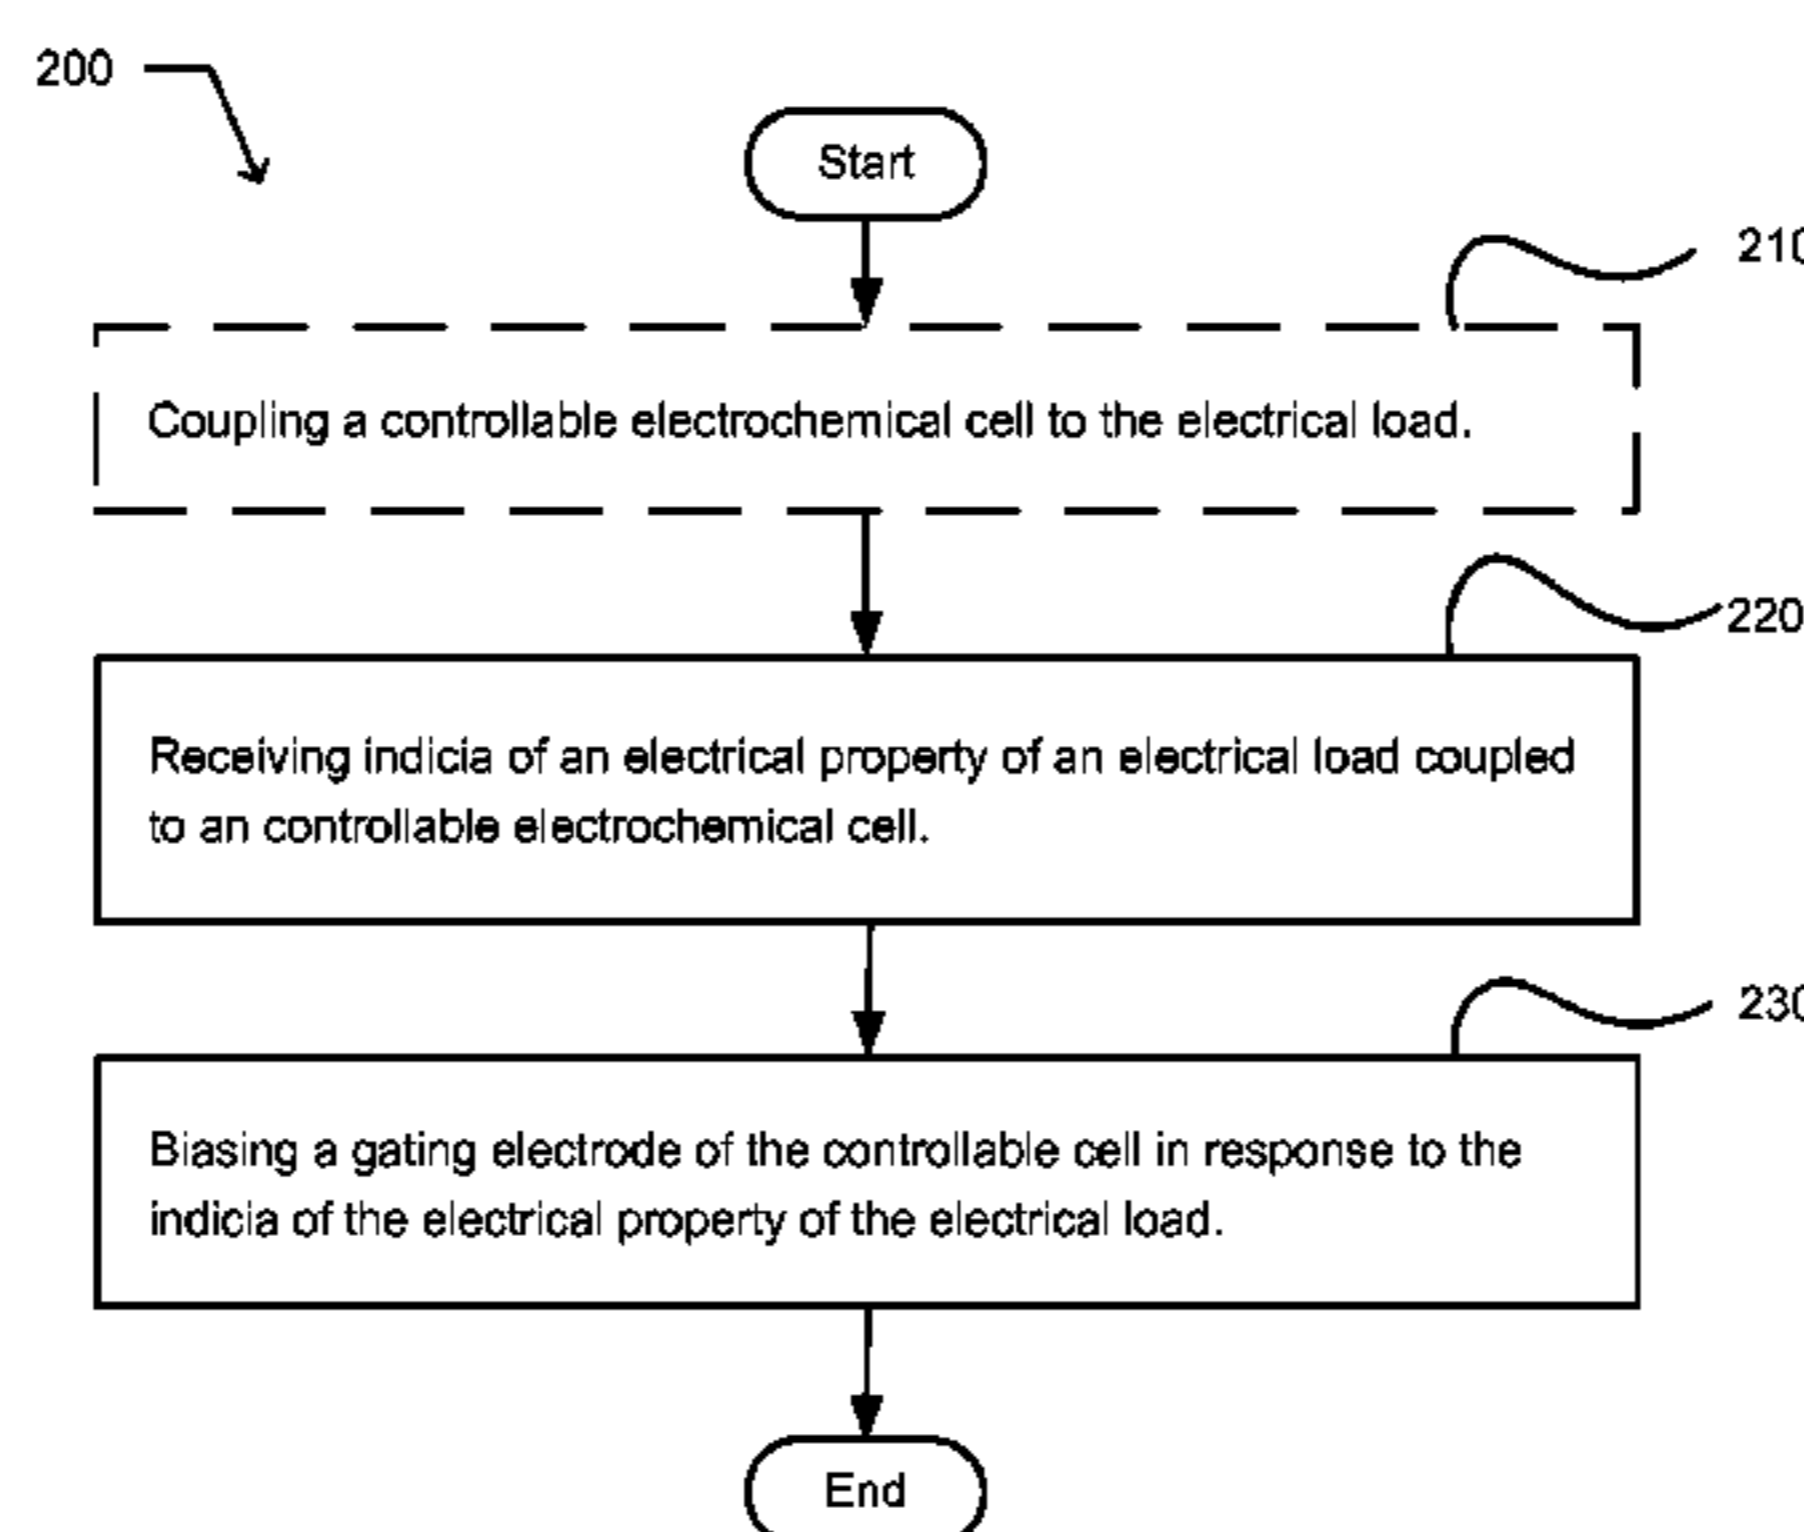 200
Start
210
Coupling a controllable electrochemical cell to the electrical load.
220
Receiving indicia of an electrical property of an electrical load coupled
to an controllable electrochemical cell.
230
Biasing a gating electrode of the controllable cell in response to the
indicia of the electrical property of the electrical load.
End